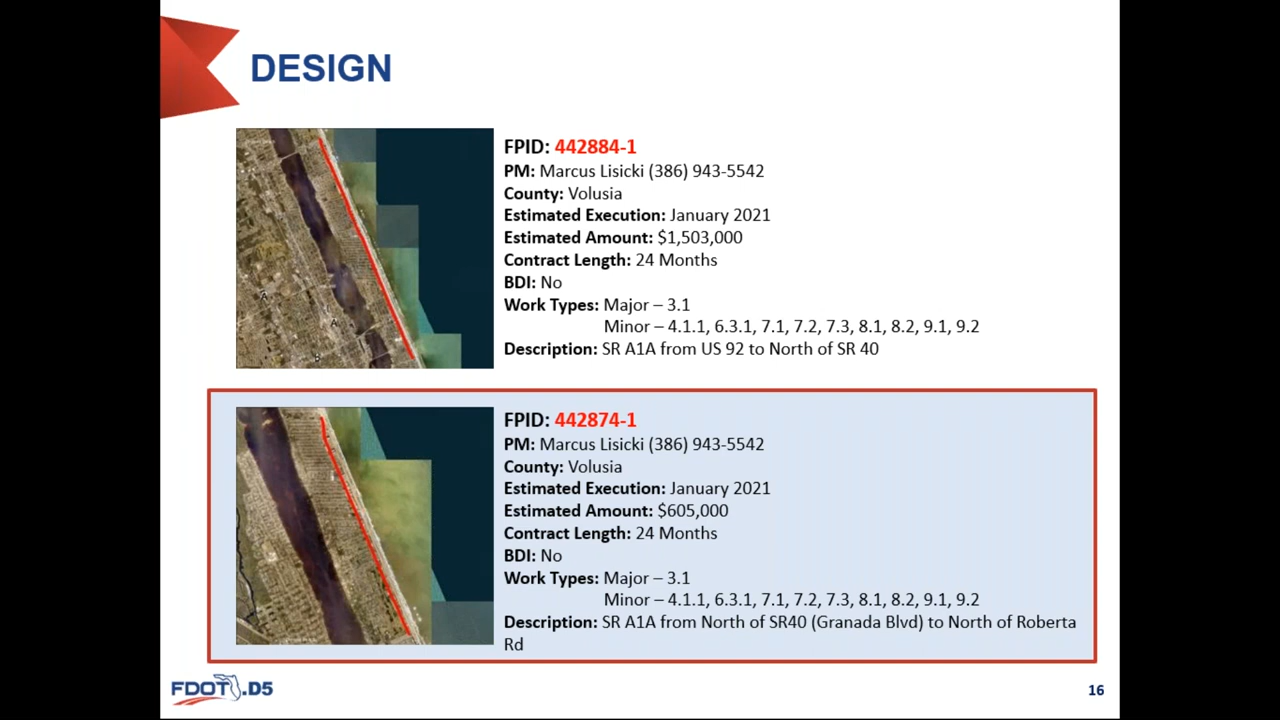 DESIGN
FPID: 442884-1
PM: Marcus Lisicki (386) 943-5542
County: Volusia
Estimated Execution: January 2021
Estimated Amount: $1,503,000
Contract Length: 24 Months
BDI: No
Work Types: Major – 3.1
Minor – 4.1.1, 6.3.1, 7.1, 7.2, 7.3, 8.1, 8.2, 9.1, 9.2
Description: SR A1A from US 92 to North of SR 40
FPID: 442874-1
PM: Marcus Lisicki (386) 943-5542
County: Volusia
Estimated Execution: January 2021
Estimated Amount: $605,000
Contract Length: 24 Months
BDI: No
Work Types: Major – 3.1
Minor – 4.1.1, 6.3.1, 7.1, 7.2, 7.3, 8.1, 8.2, 9.1, 9.2
Description: SR A1A from North of SR40 (Granada Blvd) to North of Roberta
Rd
FDOT.D5
16